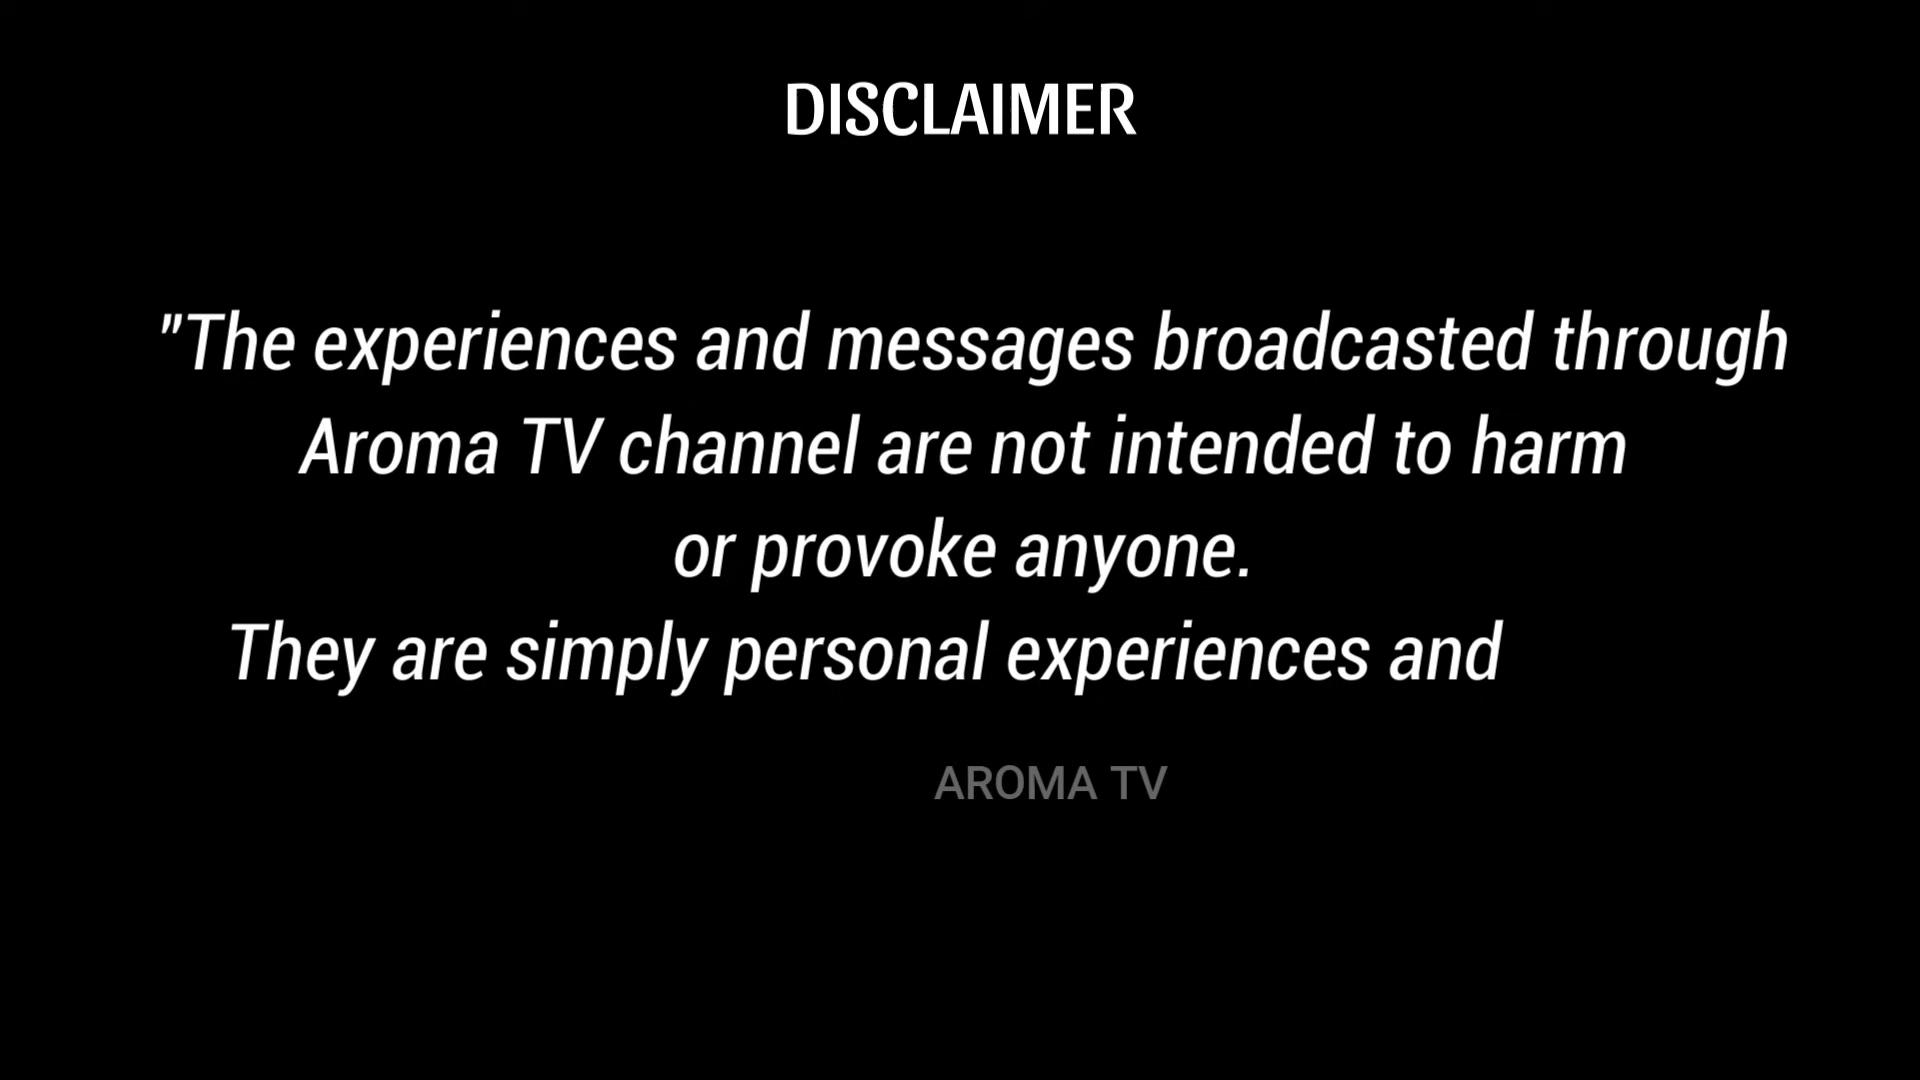 DISCLAIMER
"The experiences and messages broadcasted through
Aroma TV channel are not intended to harm
or provoke anyone.
They are simply personal experiences and
AROMA TV